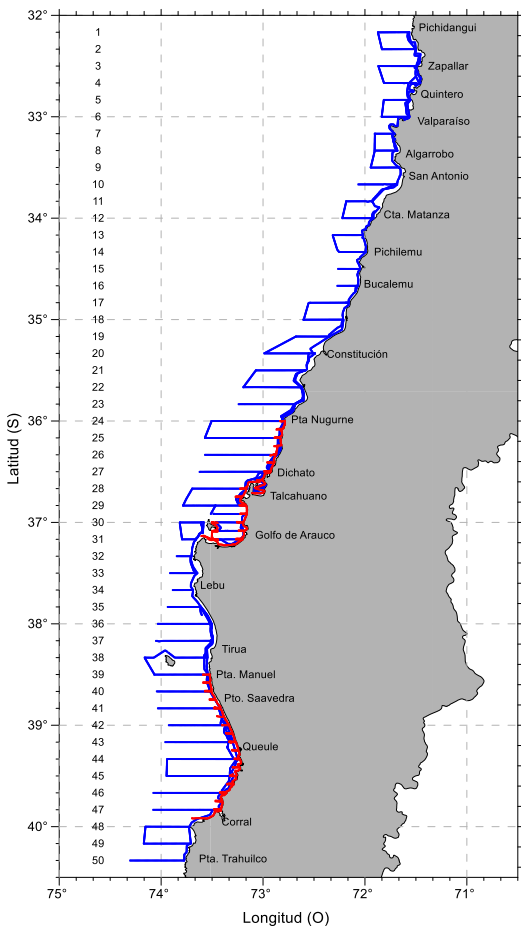 32°
1 Pichidangui
2
3 Zapallar
4
5 Quintero
6
33° Valparaíso
7
8 Algarrobo
9
10 San Antonio
11
12 Cta. Matanza
34°
13
14 Pichilemu
15
16 Bucalemu
17
18
35°
19
20 Constitución
21
22
23
36°
24 Pta Nugurne
25
26
27 Dichato
28 Talcahuano
29
30
37°
31 Golfo de Arauco
32
33
34 Lebu
35
36
38°
37 Tirua
38
39 Pta. Manuel
40 Pto. Saavedra
41
42
39°
43 Queule
44
45
46
47 Corral
48
40°
49
50 Pta. Trahuilco
75° 74° 73° 72° 71°
Longitud (O)
Latitud (S)